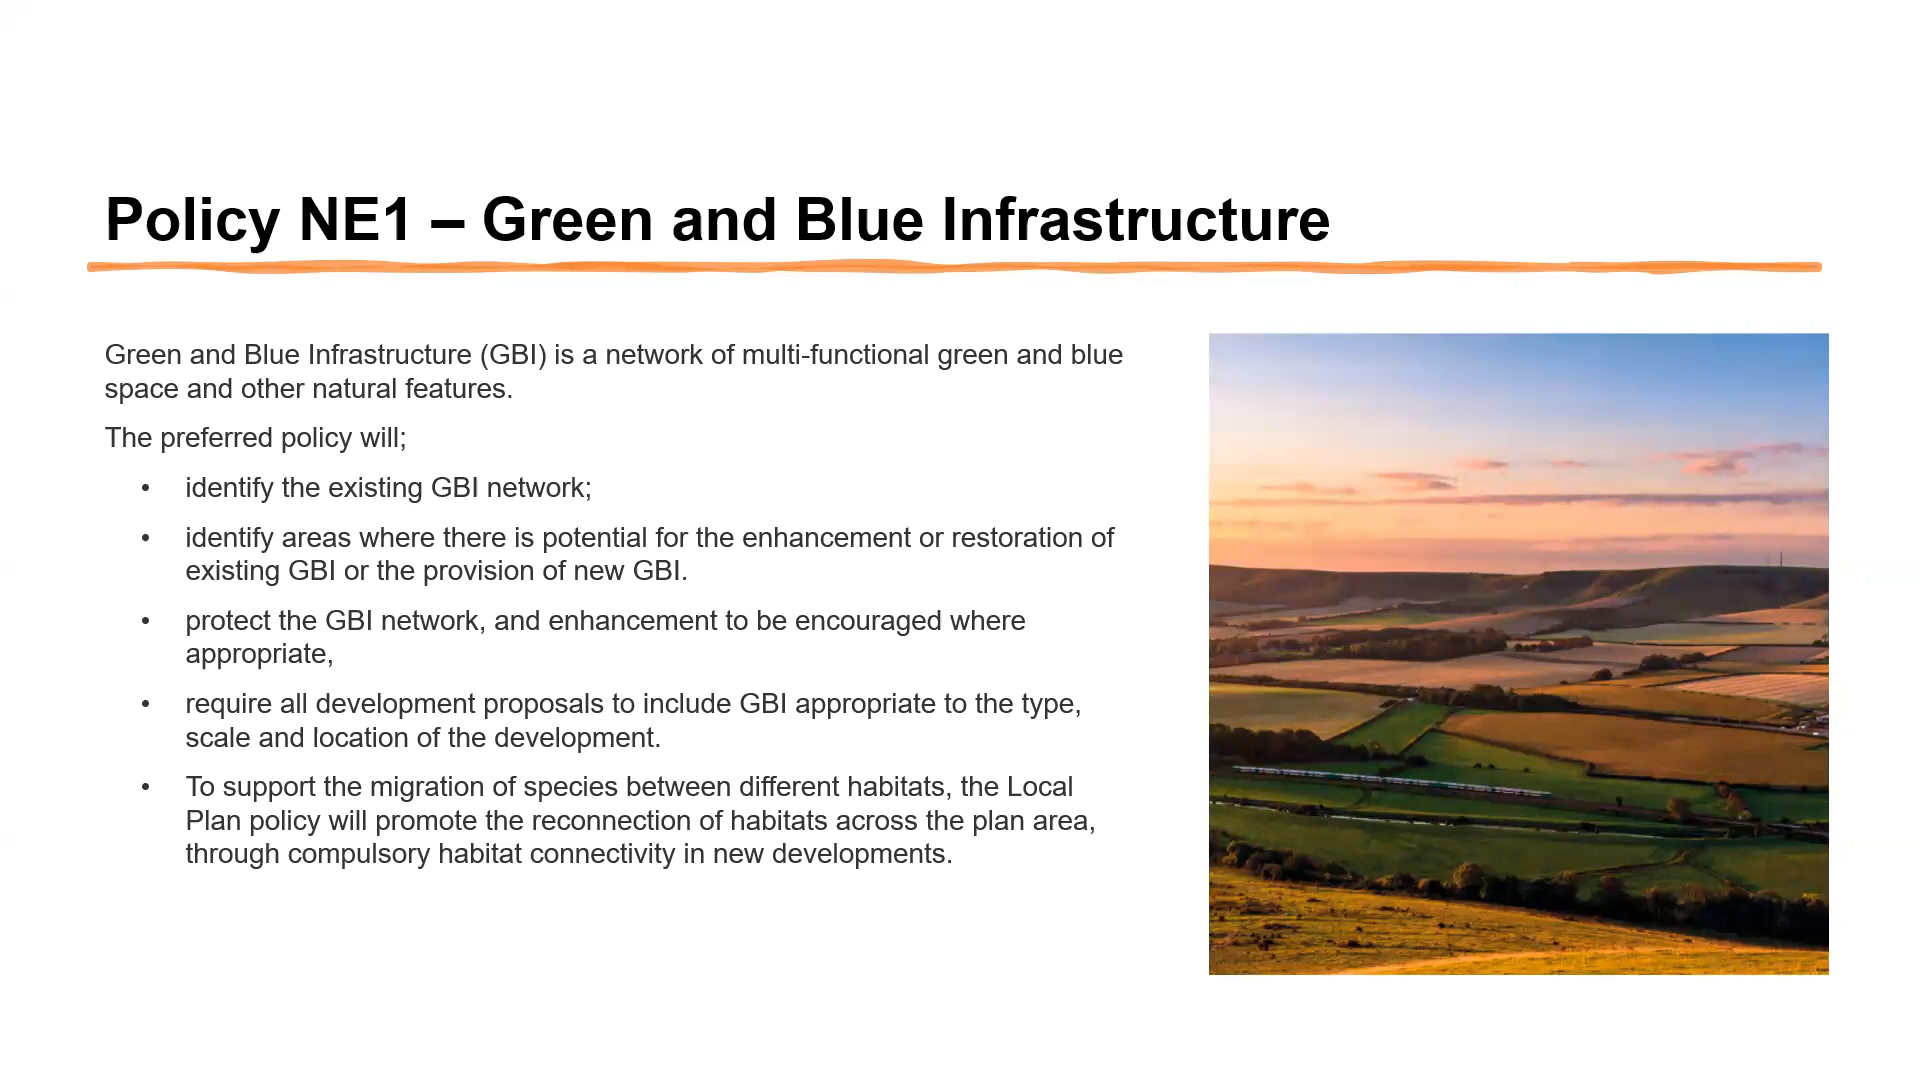 Policy NE1 – Green and Blue Infrastructure
Green and Blue Infrastructure (GBI) is a network of multi-functional green and blue
space and other natural features.
The preferred policy will;
• identify the existing GBI network;
• identify areas where there is potential for the enhancement or restoration of
existing GBI or the provision of new GBI.
• protect the GBI network, and enhancement to be encouraged where
appropriate,
• require all development proposals to include GBI appropriate to the type,
scale and location of the development.
• To support the migration of species between different habitats, the Local
Plan policy will promote the reconnection of habitats across the plan area,
through compulsory habitat connectivity in new developments.